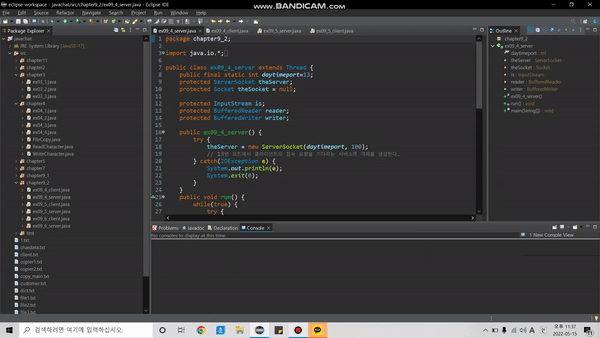 eclipse-workspace - javachat/src/chapter9_2/ex09_4_server.java - Eclipse IDE
WWW.BANDICAM.COM
File Edit Source Refactor Navigate Search Project Run Window Help
Package Explorer
javachat
JRE System Library [JavaSE-17]
src
chapter11
chapter2
chapter3
ex03_1.java
ex03_2.java
ex03_3.java
chapter4
ex04_1.java
ex04_2.java
ex04_3.java
ex04_4.java
FileCopy.java
ReadCharacter.java
WriteCharacter.java
chapter5
chapter7
chapter9_1
chapter9_2
ex09_4_client.java
ex09_4_server.java
ex09_5_client.java
ex09_5_server.java
ex09_6_client.java
ex09_6_server.java
test
1.txt
chardata.txt
client.txt
copier1.txt
copier2.txt
copy_main.txt
customer.txt
dict.txt
file1.txt
file2.txt
ex09_4_server.java ex09_4_client.java ex09_5_server.java ex09_5_client.java
1 package chapter9_2;
2
3 import java.io.*;
6
7 public class ex09_4_server extends Thread {
8 public final static int daytimeport=13;
9 protected ServerSocket theServer;
10 protected Socket theSocket = null;
11
12 protected InputStream is;
13 protected BufferedReader reader;
14 protected BufferedWriter writer;
15
16 public ex09_4_server() {
17 try {
18 theServer = new ServerSocket(daytimeport, 100);
19 // 13번 포트에서 클라이언트의 접속 요청을 기다리는 서버소켓 객체를 생성한다.
20 } catch(IOException e) {
21 System.out.println(e);
22 System.exit(0);
23 }
24 }
25 public void run() {
26 while(true) {
27 try {
Outline
chapter9_2
ex09_4_server
daytimeport : int
theServer : ServerSocket
theSocket : Socket
is : InputStream
reader : BufferedReader
writer : BufferedWriter
ex09_4_server()
run() : void
main(String[]) : void
Problems Javadoc Declaration Console
No consoles to display at this time.
1 New Console View
검색하려면 여기에 입력하십시오.
A
오후 11:37
2022-05-15